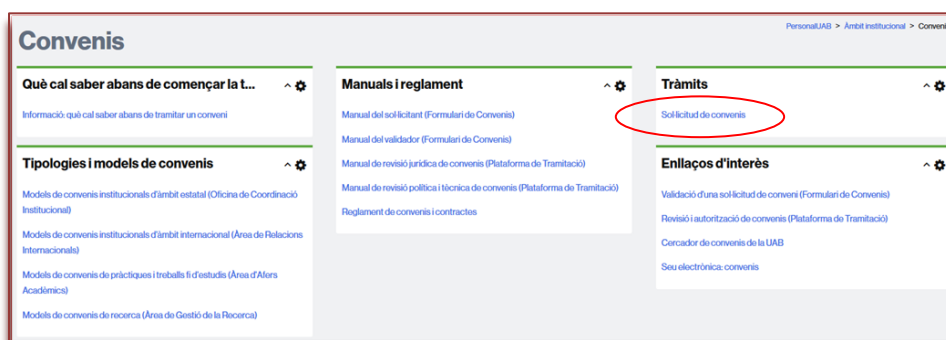 PersonalUAB > Àmbit institucional > Conveni
Convenis
Què cal saber abans de començar la t...
Informació: què cal saber abans de tramitar un conveni
Tipologies i models de convenis
Models de convenis institucionals d'àmbit estatal (Oficina de Coordinació
Institucional)
Models de convenis institucionals d'àmbit internacional (Àrea de Relacions
Internacionals)
Models de convenis de pràctiques i treballs fi d'estudis (Àrea d'Afers
Acadèmics)
Models de convenis de recerca (Àrea de Gestió de la Recerca)
Manuals i reglament
Manual del sol·licitant (Formulari de Convenis)
Manual del validador (Formulari de Convenis)
Manual de revisió jurídica de convenis (Plataforma de Tramitació)
Manual de revisió política i tècnica de convenis (Plataforma de Tramitació)
Reglament de convenis i contractes
Tràmits
Sol·licitud de convenis
Enllaços d'interès
Validació d'una sol·licitud de conveni (Formulari de Convenis)
Revisió i autorització de convenis (Plataforma de Tramitació)
Cercador de convenis de la UAB
Seu electrònica: convenis